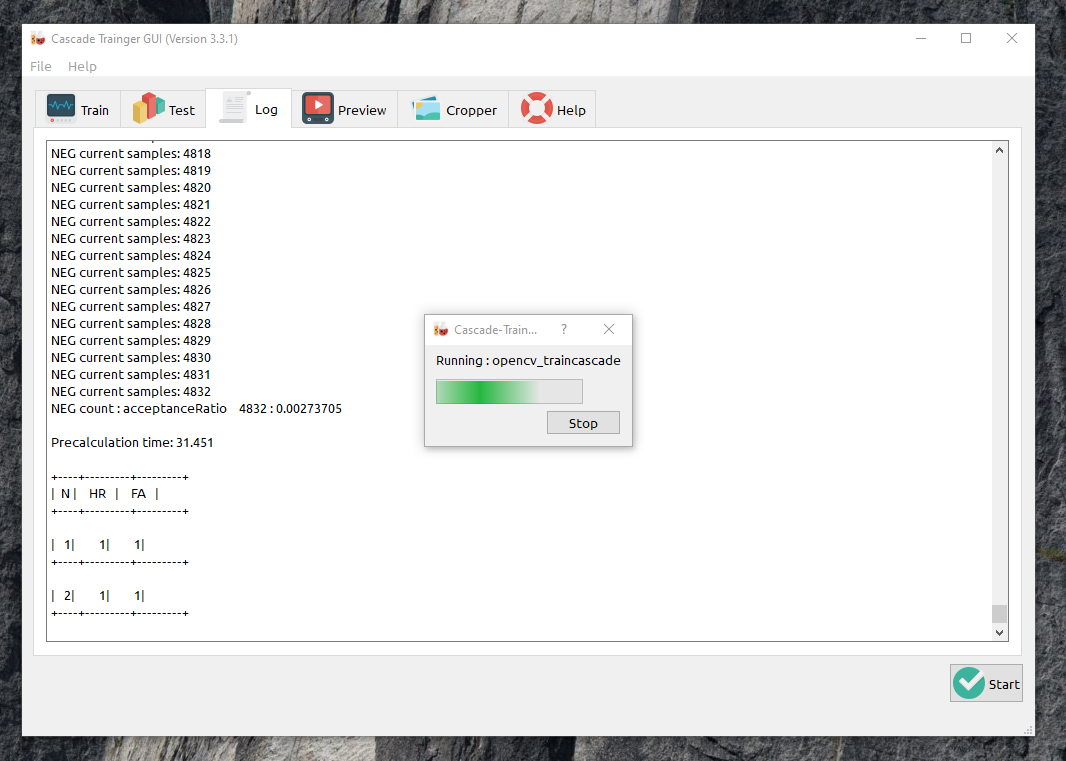 Cascade Trainger GUI (Version 3.3.1)
File Help
Train Test Log Preview Cropper Help
NEG current samples: 4818
NEG current samples: 4819
NEG current samples: 4820
NEG current samples: 4821
NEG current samples: 4822
NEG current samples: 4823
NEG current samples: 4824
NEG current samples: 4825
NEG current samples: 4826
NEG current samples: 4827
NEG current samples: 4828
NEG current samples: 4829
NEG current samples: 4830
NEG current samples: 4831
NEG current samples: 4832
NEG count : acceptanceRatio 4832 : 0.00273705
Precalculation time: 31.451
+----+---------+---------+
| N | HR | FA |
+----+---------+---------+
| 1| 1| 1|
+----+---------+---------+
| 2| 1| 1|
+----+---------+---------+
Cascade-Train... ?
Running : opencv_traincascade
Stop
Start